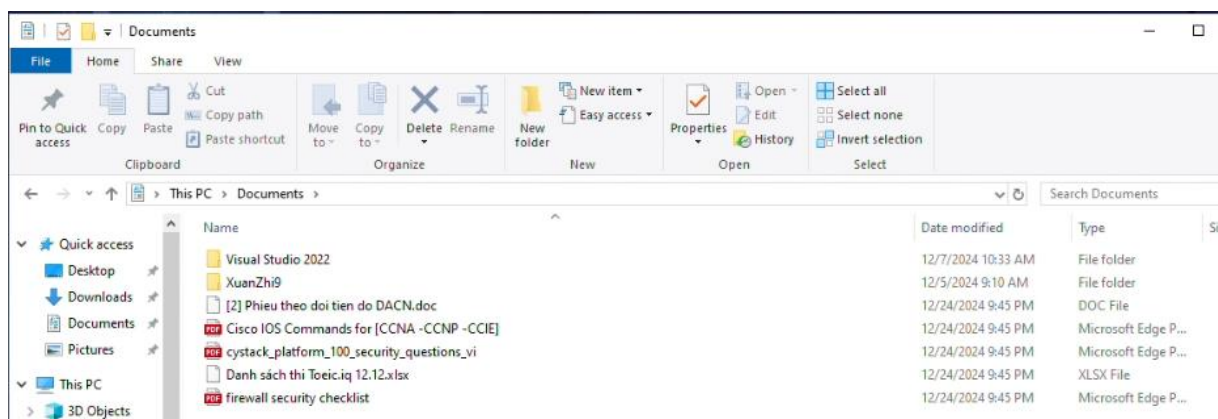 Documents
File Home Share View
Pin to Quick access
Copy
Paste
Cut
Copy path
Paste shortcut
Clipboard
Move to
Copy to
Delete
Rename
Organize
New folder
New item
Easy access
New
Properties
Open
Edit
History
Open
Select all
Select none
Invert selection
Select
This PC > Documents >
Search Documents
Quick access
Desktop
Downloads
Documents
Pictures
This PC
3D Objects
Name Date modified Type Si
Visual Studio 2022 12/7/2024 10:33 AM File folder
XuanZhi9 12/5/2024 9:10 AM File folder
[2] Phieu theo doi tien do DACN.doc 12/24/2024 9:45 PM DOC File
Cisco IOS Commands for [CCNA -CCNP -CCIE] 12/24/2024 9:45 PM Microsoft Edge P...
cystack_platform_100_security_questions_vi 12/24/2024 9:45 PM Microsoft Edge P...
Danh sách thi Toeic.iq 12.12.xlsx 12/24/2024 9:45 PM XLSX File
firewall security checklist 12/24/2024 9:45 PM Microsoft Edge P...